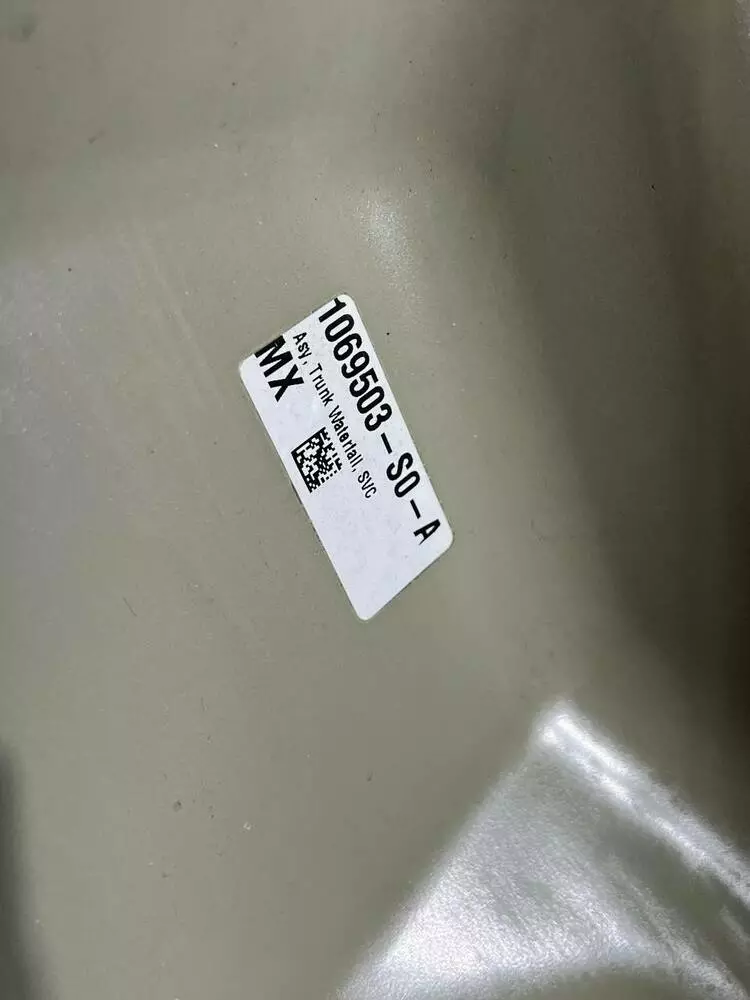 1069503-S0-A
Asy, Trunk Waterfall, SVC
MX